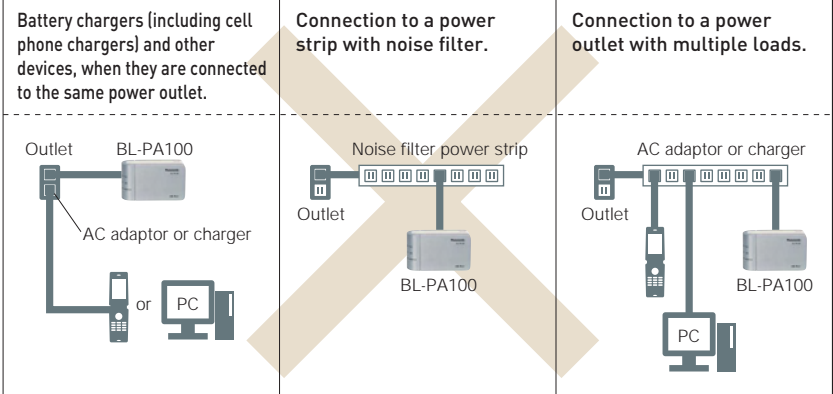 Battery chargers (including cell
phone chargers) and other
devices, when they are connected
to the same power outlet.
Outlet
BL-PA100
AC adaptor or charger
or
PC
Connection to a power
strip with noise filter.
Noise filter power strip
Outlet
BL-PA100
Connection to a power
outlet with multiple loads.
AC adaptor or charger
Outlet
BL-PA100
PC